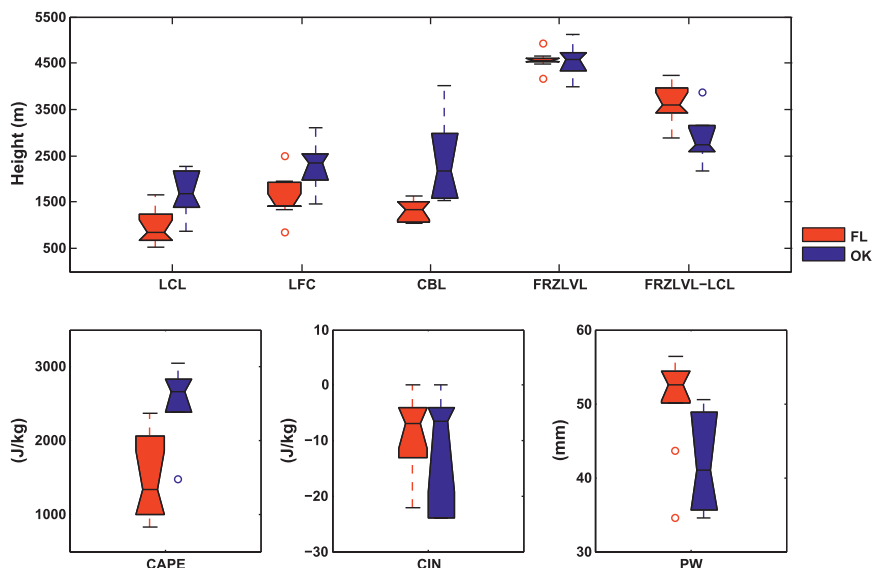 5500
4500
3500
2500
1500
500
Height (m)
LCL LFC CBL FRZLVL FRZLVL−LCL
FL
OK
3000
2000
1000
(J/kg)
CAPE
10
0
−10
−20
−30
(J/kg)
CIN
60
50
40
30
(mm)
PW